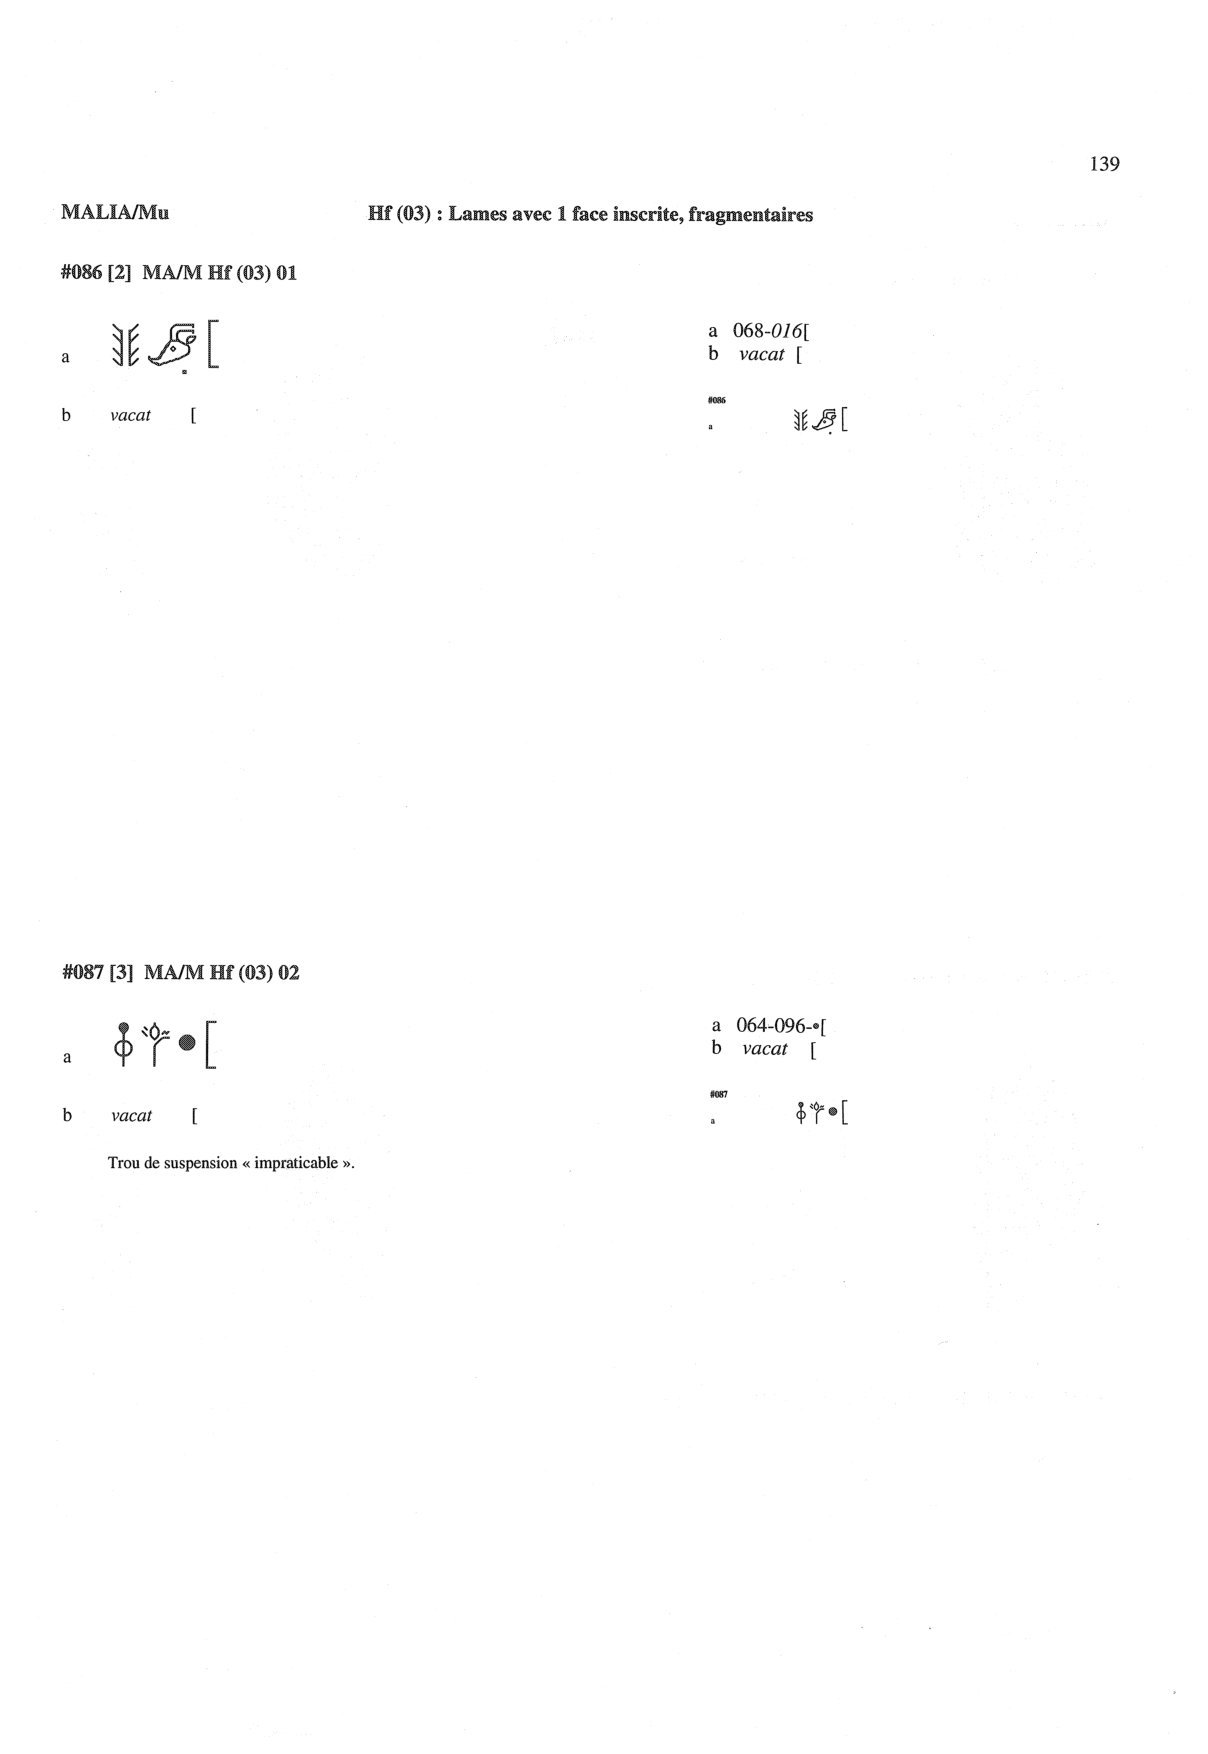 139
MALIA/Mu Hf (03) : Lames avec 1 face inscrite, fragmentaires
#086 [2] MA/M Hf (03) 01
a [
b vacat [
a 068-016[
b vacat [
#086
a [
#087 [3] MA/M Hf (03) 02
a • [
b vacat [
Trou de suspension « impraticable ».
a 064-096-•[
b vacat [
#087
a •[